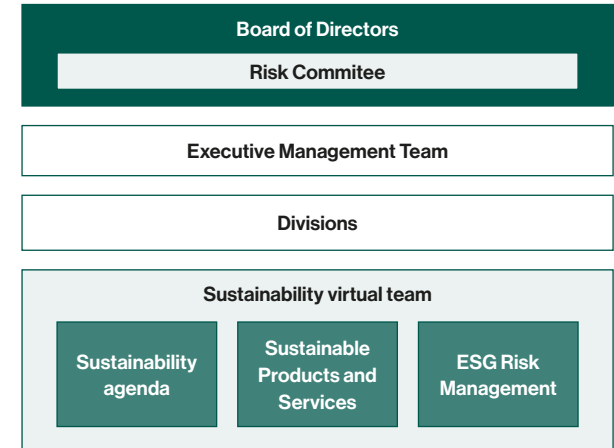 Board of Directors
Risk Commitee
Executive Management Team
Divisions
Sustainability virtual team
Sustainability
agenda
Sustainable
Products and
Services
ESG Risk
Management